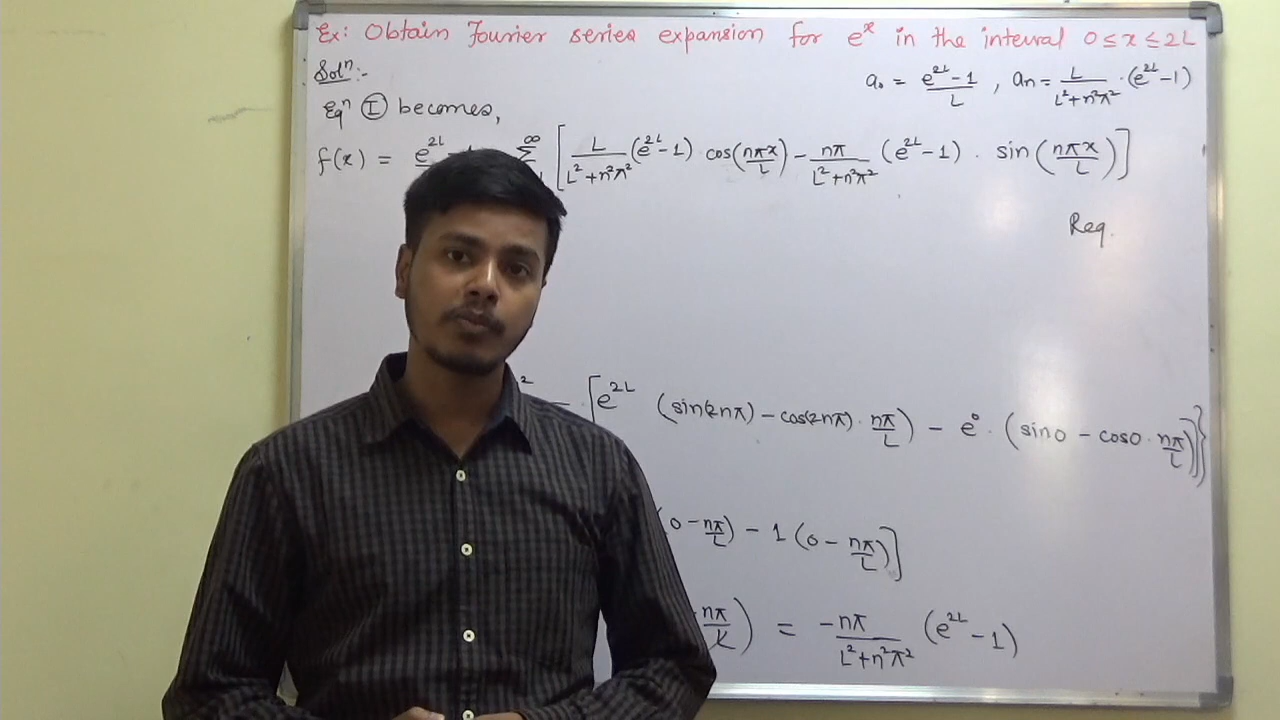 Ex: Obtain Fourier series expansion for eˣ in the interval 0 ≤ x ≤ 2L
Solⁿ:-
a₀ = (e^{2L} - 1)/L , aₙ = L/(L² + n²π²) · (e^{2L} - 1)
Eqⁿ Ⓘ becomes,
f(x) = e^{2L} ∑^∞ [ L/(L² + n²π²) (e^{2L} - 1) cos(nπx/L) - nπ/(L² + n²π²) (e^{2L} - 1) · sin(nπx/L) ]
Req.
2 - [ e^{2L} (sin(2nπ) - cos(2nπ) · nπ/L) - e⁰ · (sin0 - cos0 · nπ/L) ] }
(0 - nπ/L) - 1 (0 - nπ/L) ]
nπ/L ) = -nπ/(L² + n²π²) (e^{2L} - 1)